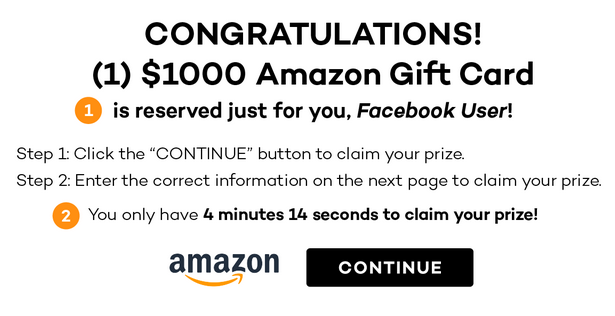 CONGRATULATIONS!
(1) $1000 Amazon Gift Card
1 is reserved just for you, Facebook User!
Step 1: Click the “CONTINUE” button to claim your prize.
Step 2: Enter the correct information on the next page to claim your prize.
2 You only have 4 minutes 14 seconds to claim your prize!
amazon CONTINUE